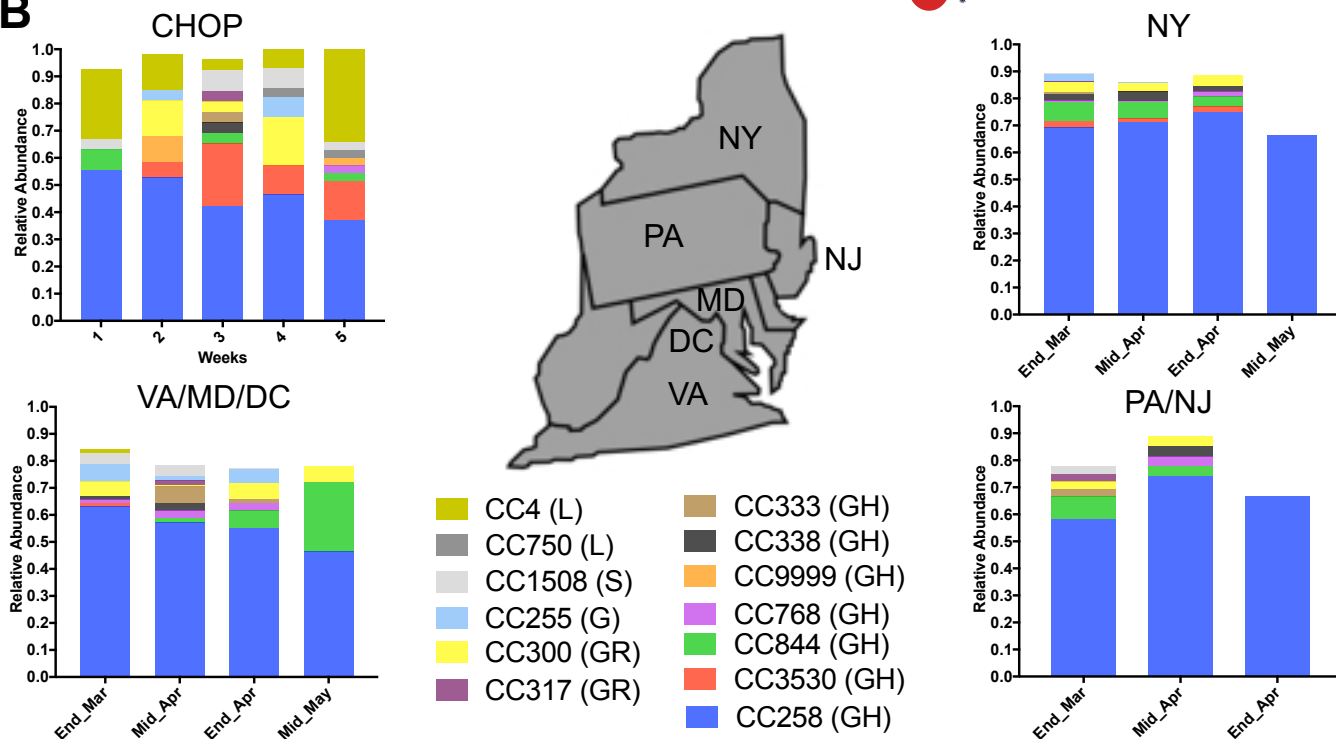 B
CHOP
Relative Abundance
1.0
0.9
0.8
0.7
0.6
0.5
0.4
0.3
0.2
0.1
0.0
1 2 3 4 5
Weeks
NY
PA
NJ
MD
DC
VA
NY
Relative Abundance
1.0
0.9
0.8
0.7
0.6
0.5
0.4
0.3
0.2
0.1
0.0
End_Mar Mid_Apr End_Apr Mid_May
VA/MD/DC
Relative Abundance
1.0
0.9
0.8
0.7
0.6
0.5
0.4
0.3
0.2
0.1
0.0
End_Mar Mid_Apr End_Apr Mid_May
CC4 (L)
CC750 (L)
CC1508 (S)
CC255 (G)
CC300 (GR)
CC317 (GR)
CC333 (GH)
CC338 (GH)
CC9999 (GH)
CC768 (GH)
CC844 (GH)
CC3530 (GH)
CC258 (GH)
PA/NJ
Relative Abundance
1.0
0.9
0.8
0.7
0.6
0.5
0.4
0.3
0.2
0.1
0.0
End_Mar Mid_Apr End_Apr